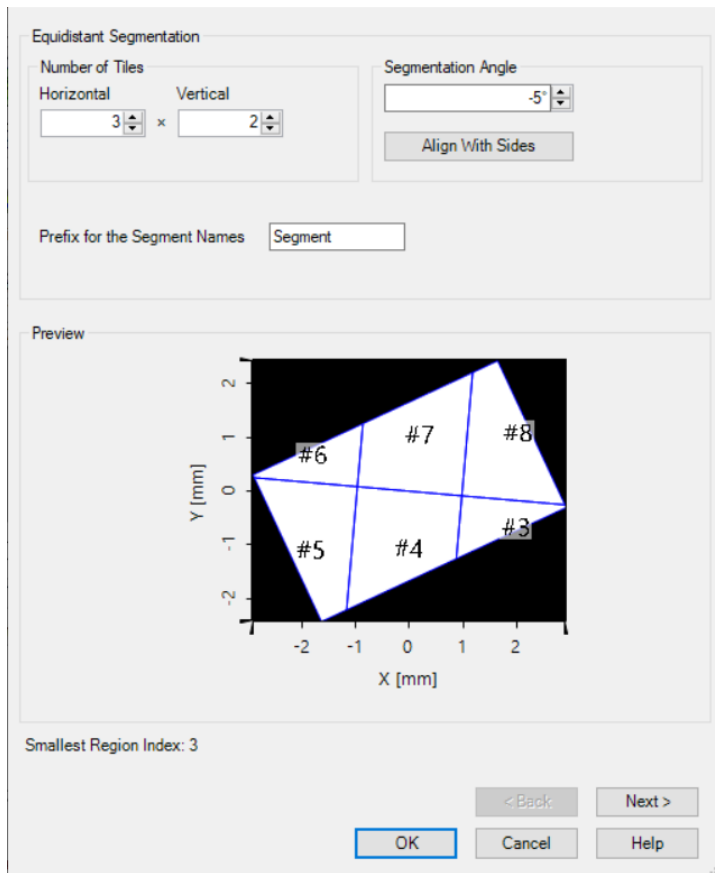 Equidistant Segmentation
Number of Tiles
Horizontal
Vertical
3 × 2
Segmentation Angle
-5°
Align With Sides
Prefix for the Segment Names Segment
Preview
2
1
0
-1
-2
Y [mm]
#6 #7 #8
#5 #4 #3
-2 -1 0 1 2
X [mm]
Smallest Region Index: 3
< Back Next >
OK Cancel Help